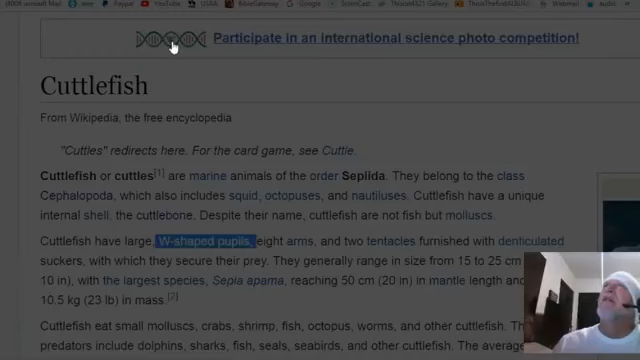 Paypal YouTube USAA BibleGateway Google
Participate in an international science photo competition!
Cuttlefish
From Wikipedia, the free encyclopedia
"Cuttles" redirects here. For the card game, see Cuttle.
Cuttlefish or cuttles[1] are marine animals of the order Sepiida. They belong to the class
Cephalopoda, which also includes squid, octopuses, and nautiluses. Cuttlefish have a unique
internal shell, the cuttlebone. Despite their name, cuttlefish are not fish but molluscs.
Cuttlefish have large, W-shaped pupils, eight arms, and two tentacles furnished with denticulated
suckers, with which they secure their prey. They generally range in size from 15 to 25 cm
10 in), with the largest species, Sepia apama, reaching 50 cm (20 in) in mantle length and
10.5 kg (23 lb) in mass.[2]
Cuttlefish eat small molluscs, crabs, shrimp, fish, octopus, worms, and other cuttlefish.
predators include dolphins, sharks, fish, seals, seabirds, and other cuttlefish. The average